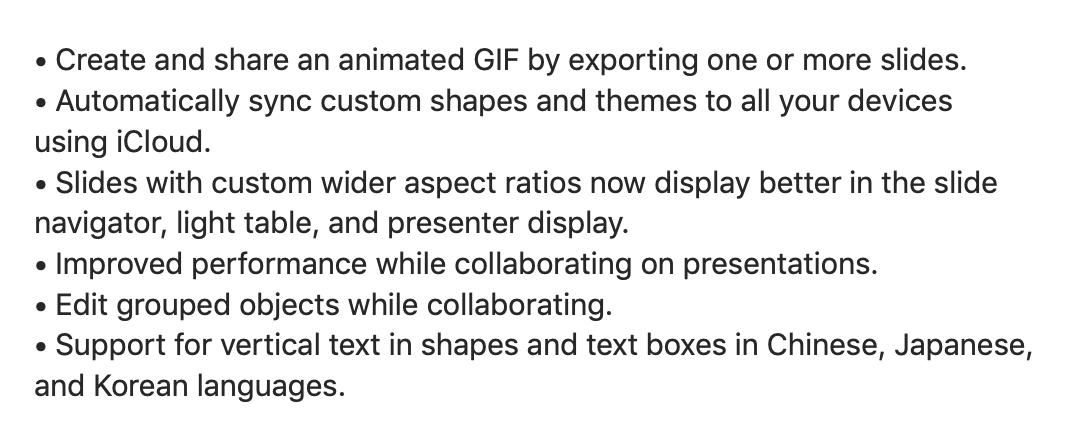 • Create and share an animated GIF by exporting one or more slides.
• Automatically sync custom shapes and themes to all your devices
using iCloud.
• Slides with custom wider aspect ratios now display better in the slide
navigator, light table, and presenter display.
• Improved performance while collaborating on presentations.
• Edit grouped objects while collaborating.
• Support for vertical text in shapes and text boxes in Chinese, Japanese,
and Korean languages.